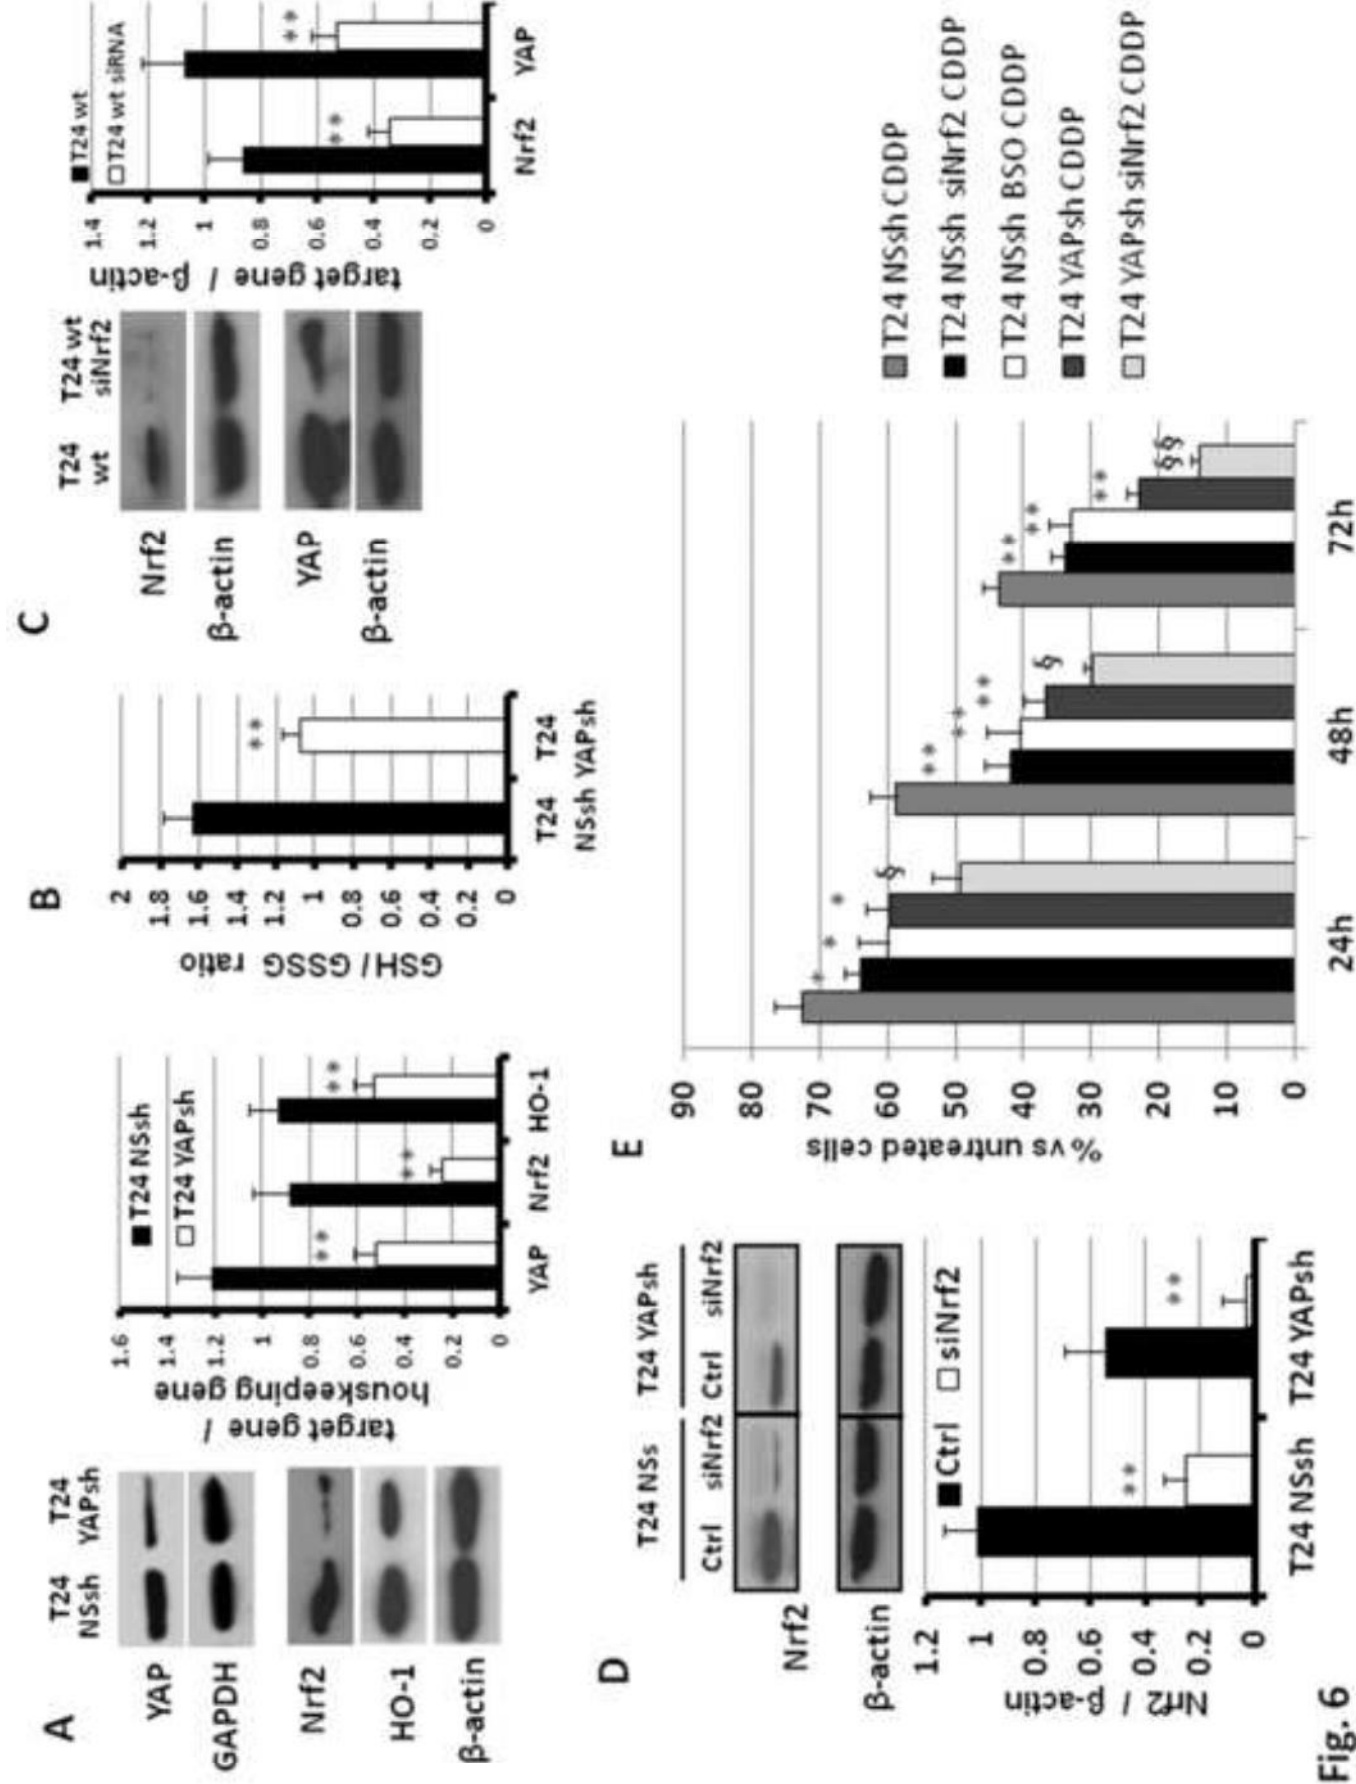 A
T24
NSsh
T24
YAPsh
YAP
GAPDH
Nrf2
HO-1
β-actin
target gene /
houskeeping gene
1.6
1.4
1.2
1
0.8
0.6
0.4
0.2
0
T24 NSsh
T24 YAPsh
**
**
**
YAP
Nrf2
HO-1
B
GSH / GSSG ratio
2
1.8
1.6
1.4
1.2
1
0.8
0.6
0.4
0.2
0
**
T24
NSsh
T24
YAPsh
C
T24
wt
T24 wt
siNrf2
Nrf2
β-actin
YAP
β-actin
target gene / β-actin
1.4
1.2
1
0.8
0.6
0.4
0.2
0
T24 wt
T24 wt siRNA
**
**
Nrf2
YAP
D
T24 NSs
T24 YAPsh
Ctrl
siNrf2
Ctrl
siNrf2
Nrf2
β-actin
Nrf2 / β-actin
1.2
1
0.8
0.6
0.4
0.2
0
Ctrl
siNrf2
**
**
T24 NSsh
T24 YAPsh
E
% vs untreated cells
90
80
70
60
50
40
30
20
10
0
*
*
*
§
**
**
**
§
**
**
**
§§
24h
48h
72h
T24 NSsh CDDP
T24 NSsh siNrf2 CDDP
T24 NSsh BSO CDDP
T24 YAPsh CDDP
T24 YAPsh siNrf2 CDDP
Fig. 6